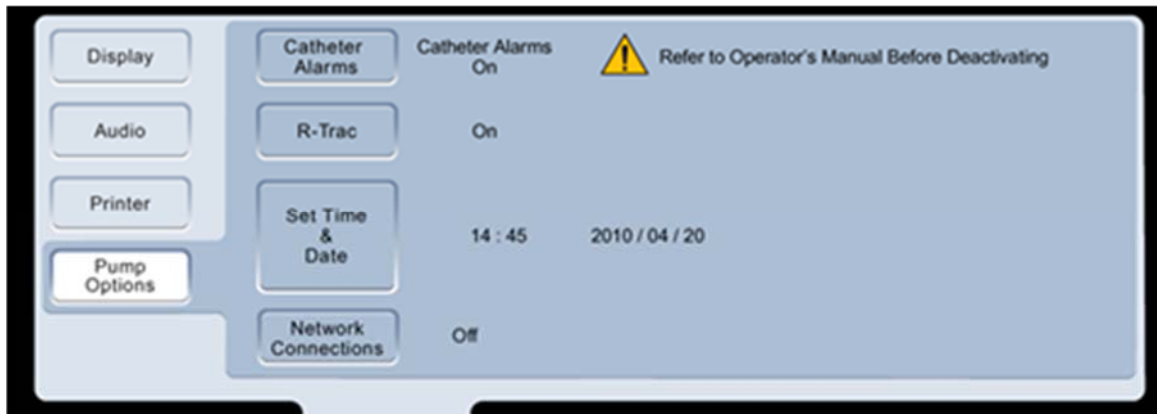 Display
Audio
Printer
Pump
Options
Catheter
Alarms
Catheter Alarms
On
Refer to Operator's Manual Before Deactivating
R-Trac
On
Set Time
&
Date
14 : 45
2010 / 04 / 20
Network
Connections
Off